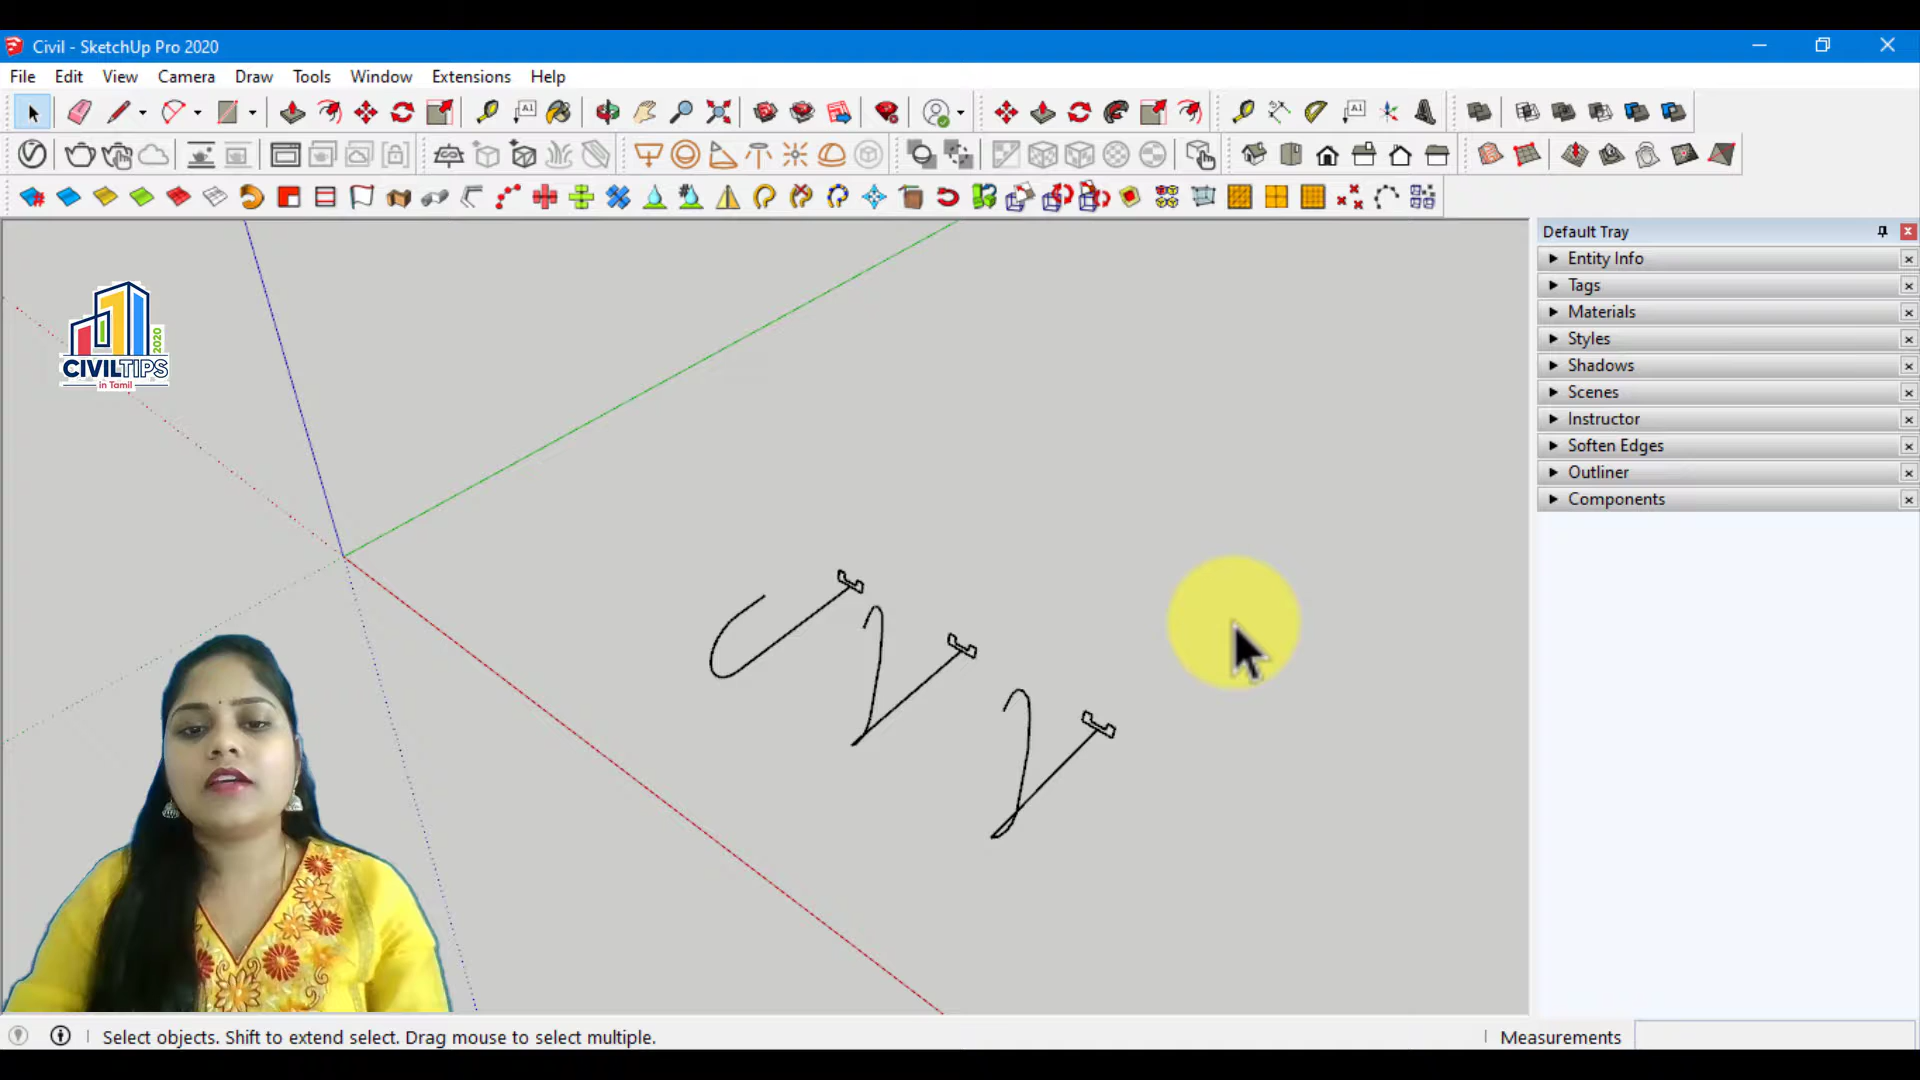 Civil - SketchUp Pro 2020
File Edit View Camera Draw Tools Window Extensions Help
Default Tray
Entity Info
Tags
Materials
Styles
Shadows
Scenes
Instructor
Soften Edges
Outliner
Components
2020
CIVILTIPS
in Tamil
Select objects. Shift to extend select. Drag mouse to select multiple.
Measurements